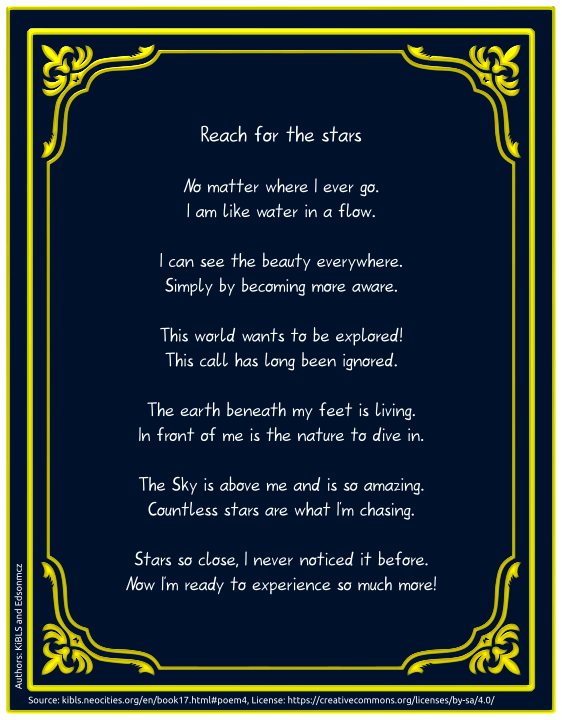 Reach for the stars
No matter where I ever go.
I am like water in a flow.
I can see the beauty everywhere.
Simply by becoming more aware.
This world wants to be explored!
This call has long been ignored.
The earth beneath my feet is living.
In front of me is the nature to dive in.
The Sky is above me and is so amazing.
Countless stars are what I'm chasing.
Stars so close, I never noticed it before.
Now I'm ready to experience so much more!
Authors: KiBLS and Edsonmcz
Source: kibls.neocities.org/en/book17.html#poem4, License: https://creativecommons.org/licenses/by-sa/4.0/